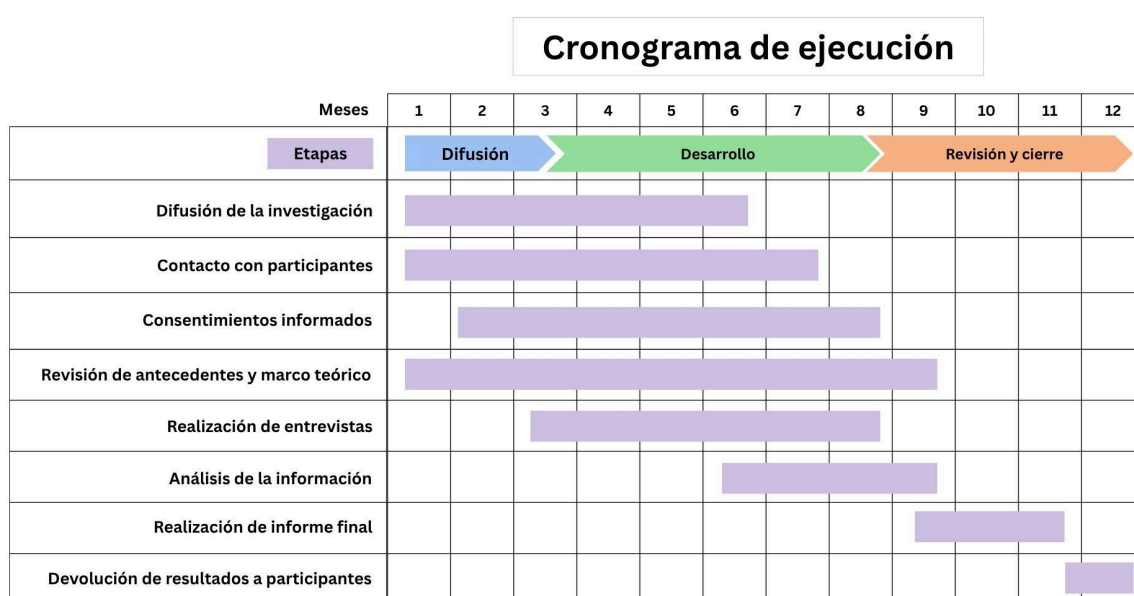 Cronograma de ejecución
Meses 1 2 3 4 5 6 7 8 9 10 11 12
Etapas Difusión Desarrollo Revisión y cierre
Difusión de la investigación
Contacto con participantes
Consentimientos informados
Revisión de antecedentes y marco teórico
Realización de entrevistas
Análisis de la información
Realización de informe final
Devolución de resultados a participantes